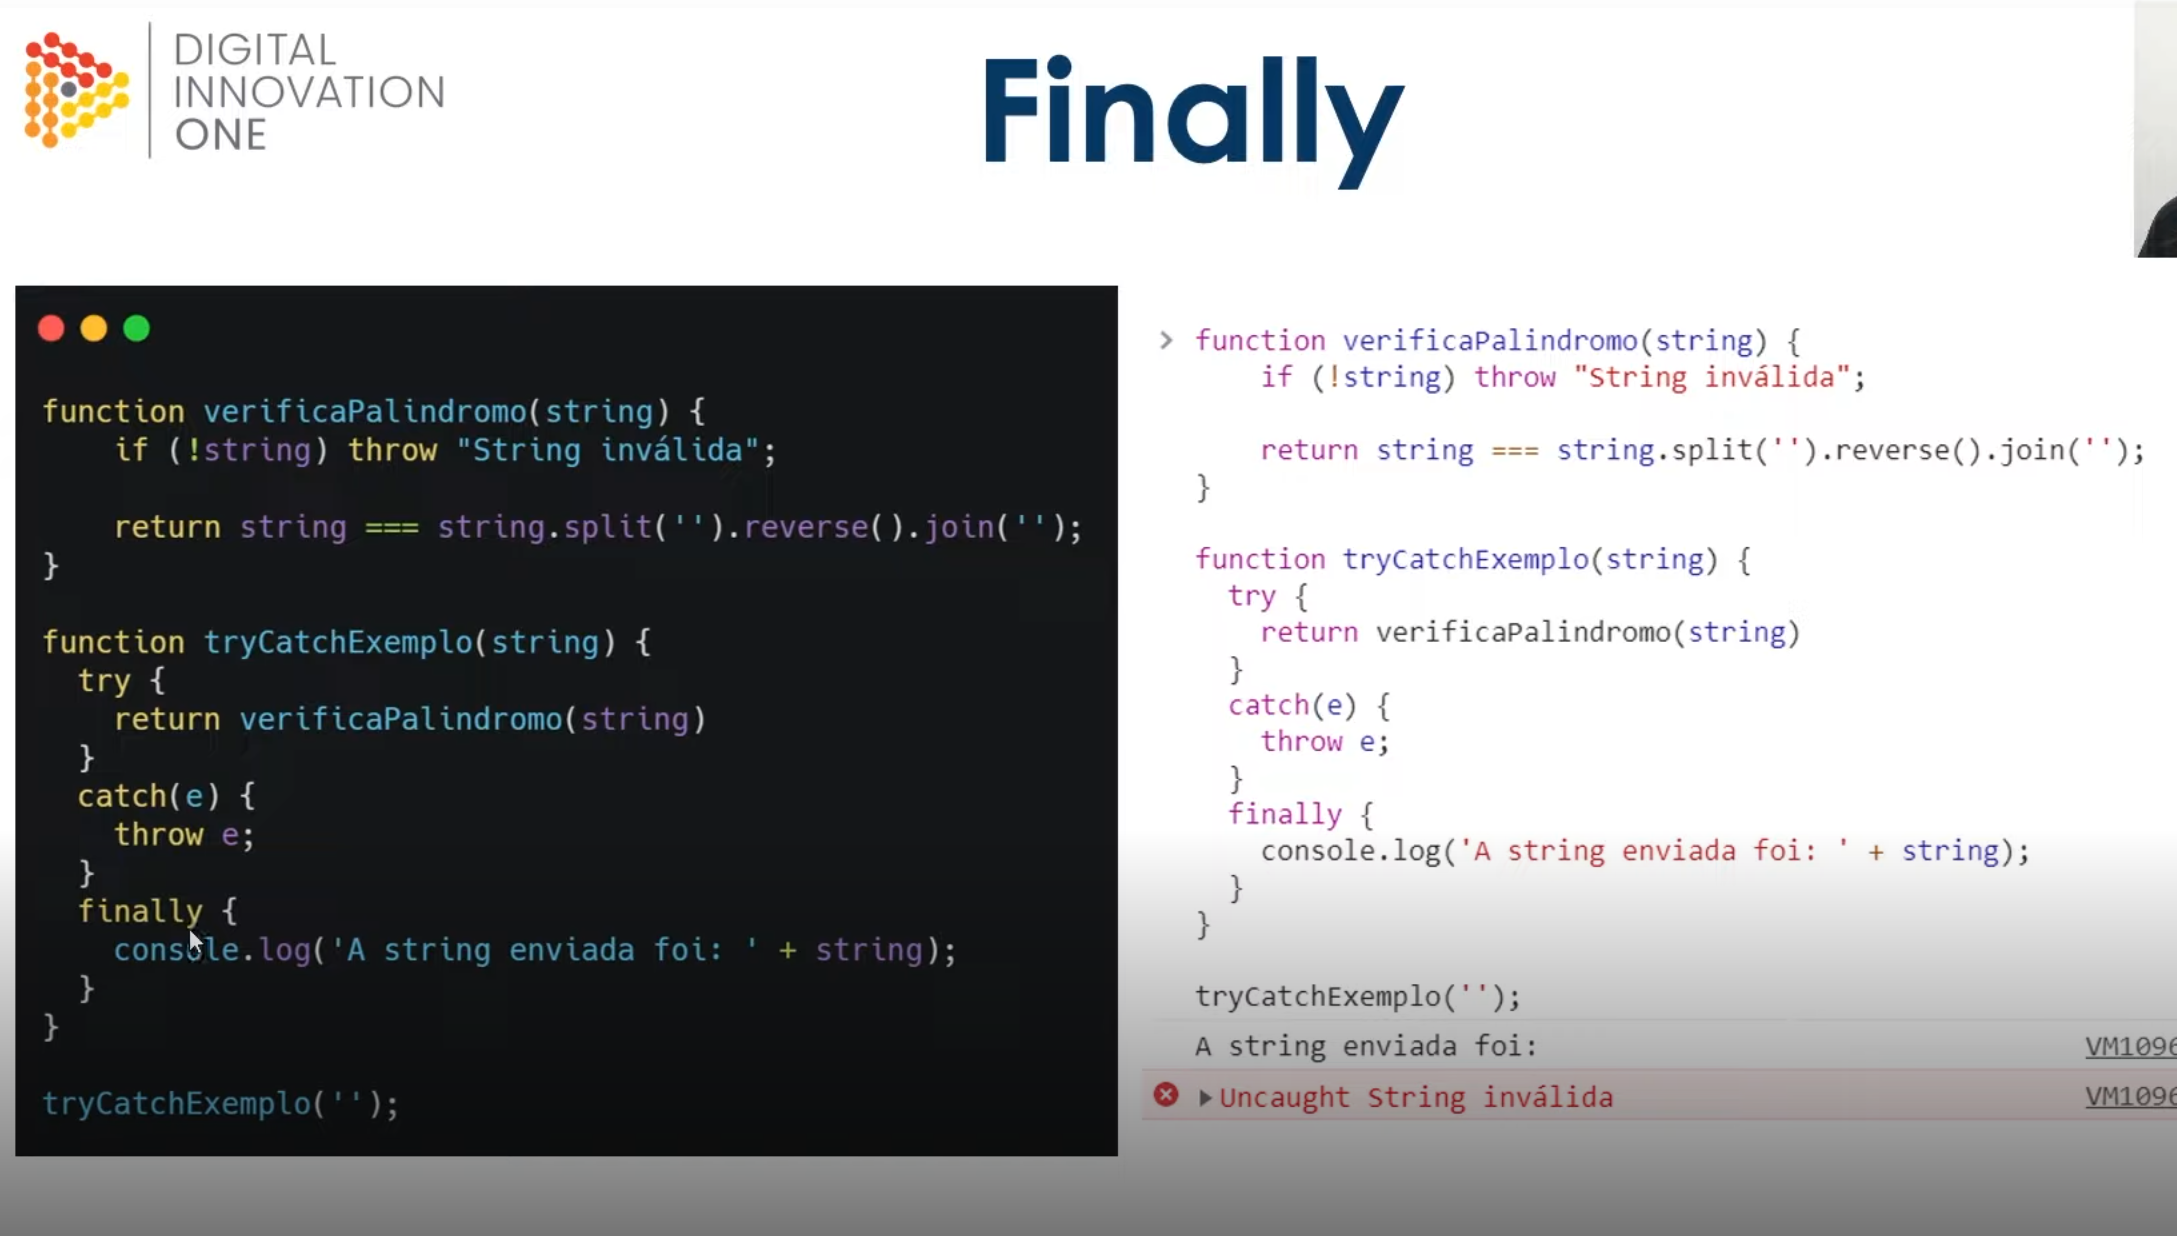 DIGITAL
INNOVATION
ONE
Finally
function verificaPalindromo(string) {
    if (!string) throw "String inválida";

    return string === string.split('').reverse().join('');
}

function tryCatchExemplo(string) {
  try {
    return verificaPalindromo(string)
  }
  catch(e) {
    throw e;
  }
  finally {
    console.log('A string enviada foi: ' + string);
  }
}

tryCatchExemplo('');
> function verificaPalindromo(string) {
    if (!string) throw "String inválida";

    return string === string.split('').reverse().join('');
}

function tryCatchExemplo(string) {
  try {
    return verificaPalindromo(string)
  }
  catch(e) {
    throw e;
  }
  finally {
    console.log('A string enviada foi: ' + string);
  }
}

tryCatchExemplo('');
A string enviada foi: VM1096
Uncaught String inválida VM1096